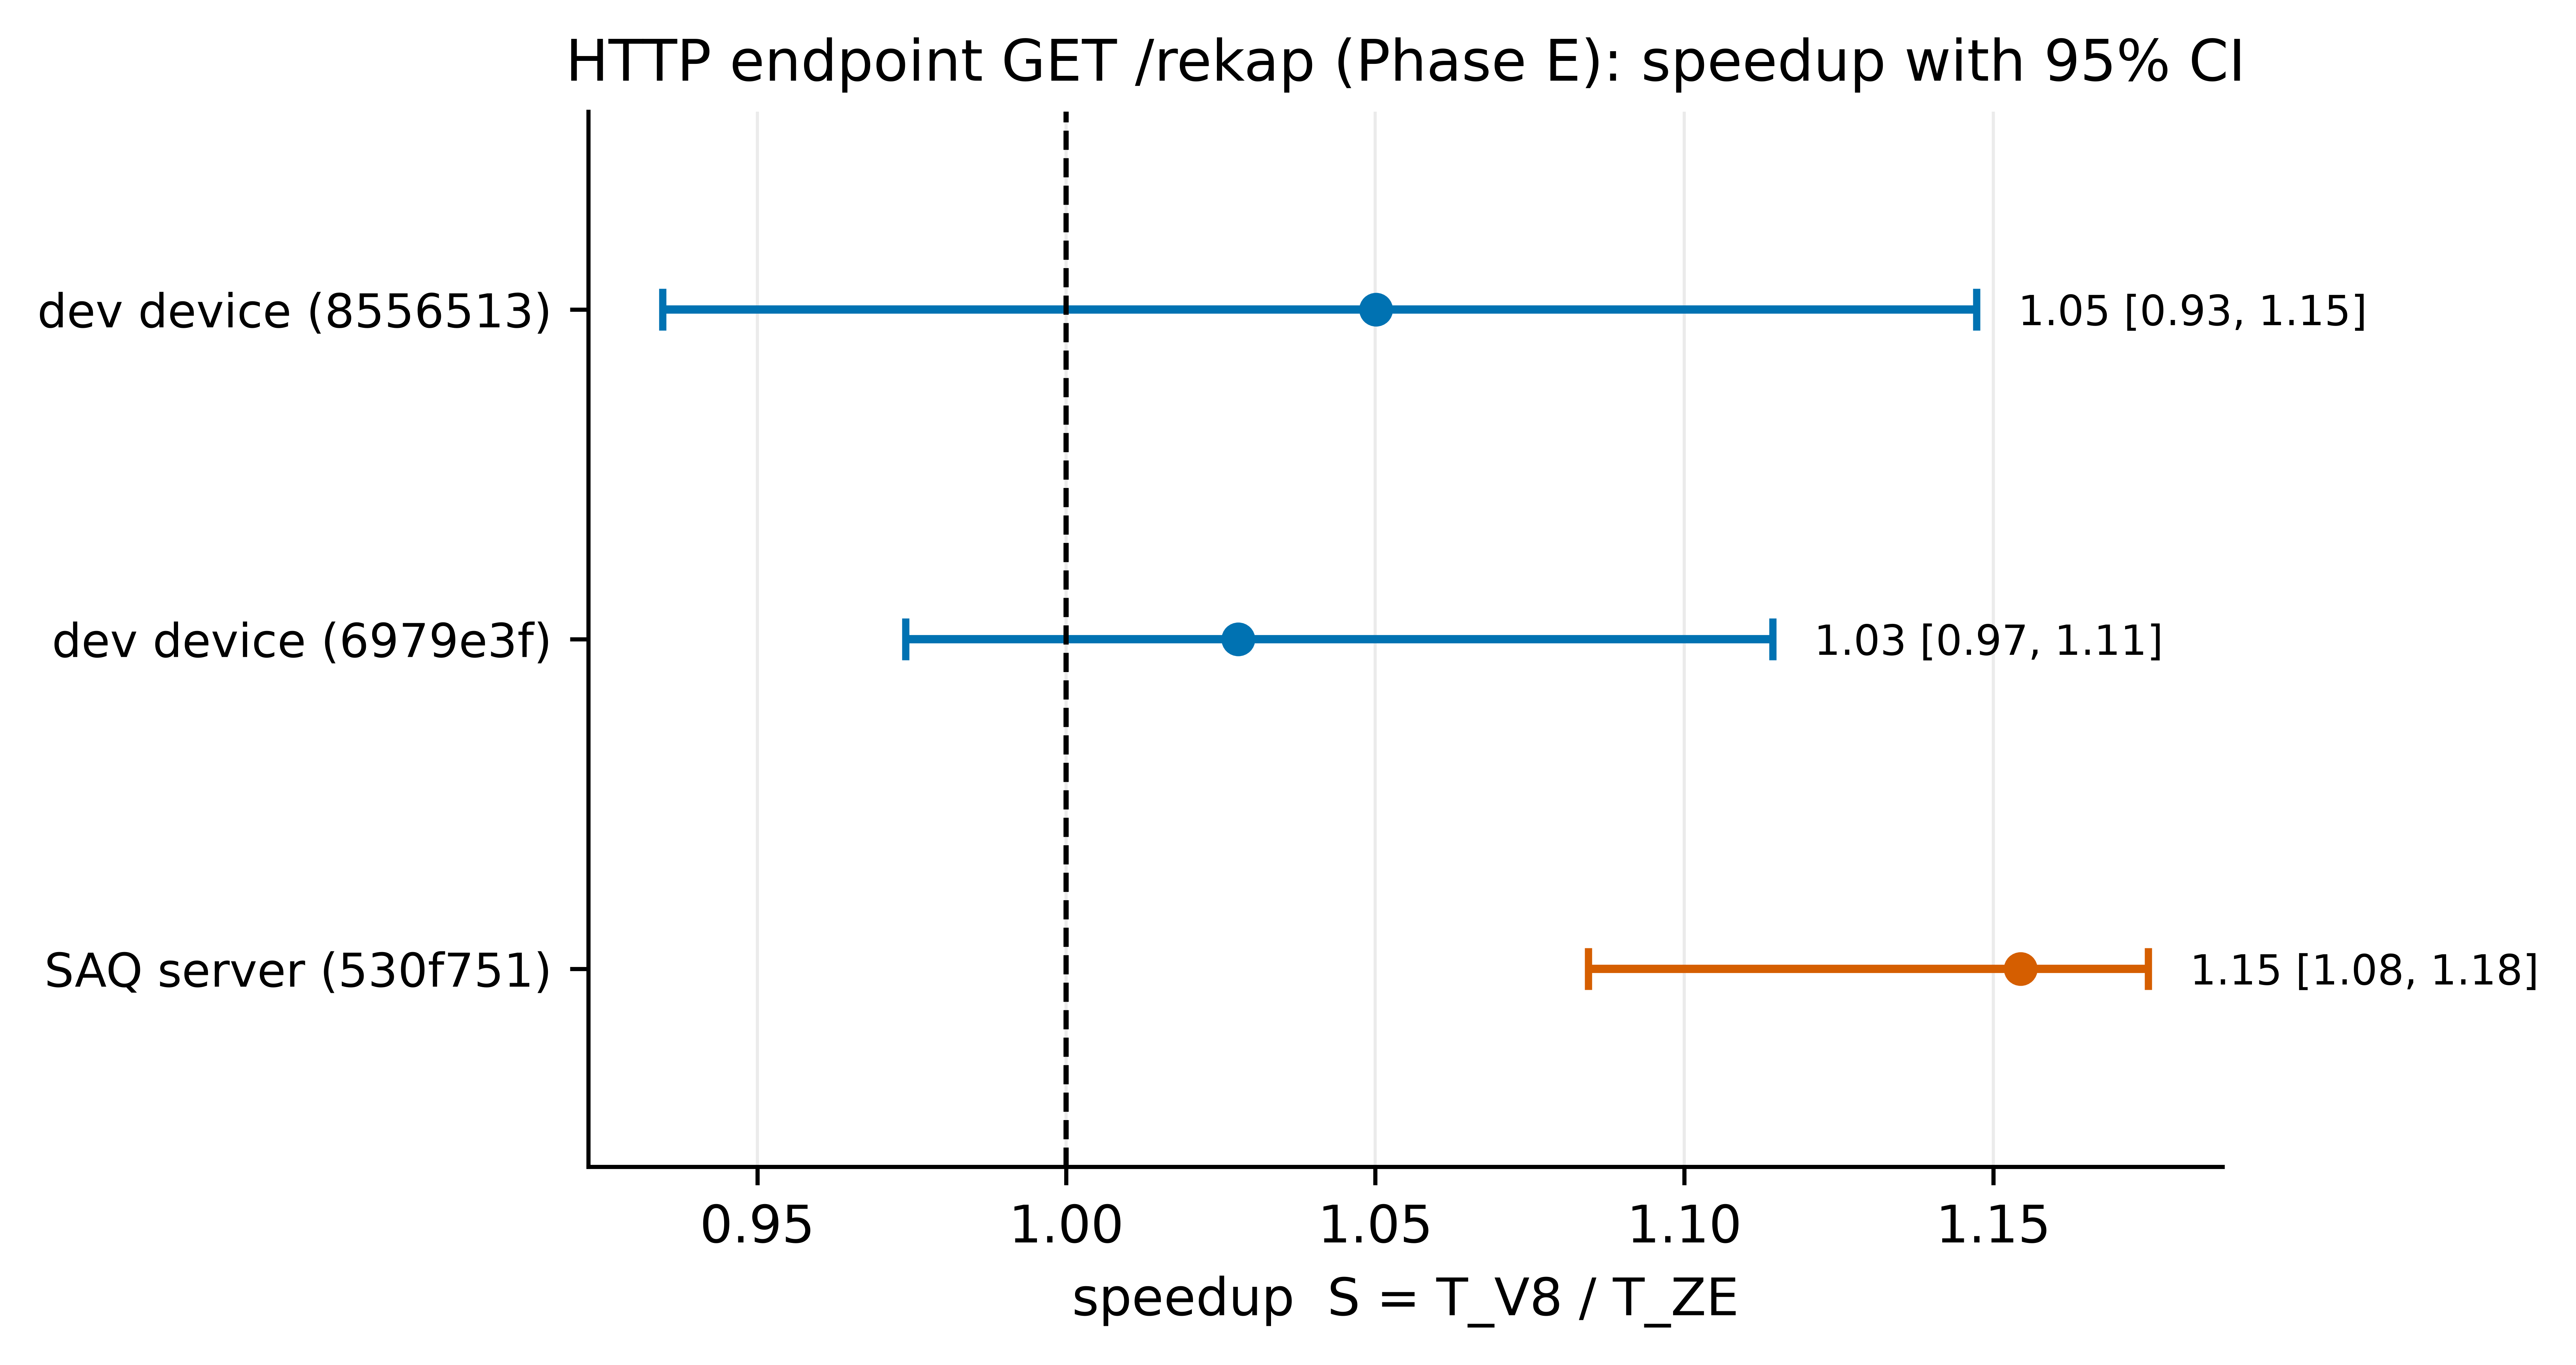 HTTP endpoint GET /rekap (Phase E): speedup with 95% CI
dev device (8556513)
1.05 [0.93, 1.15]
dev device (6979e3f)
1.03 [0.97, 1.11]
SAQ server (530f751)
1.15 [1.08, 1.18]
0.95 1.00 1.05 1.10 1.15
speedup S = T_V8 / T_ZE